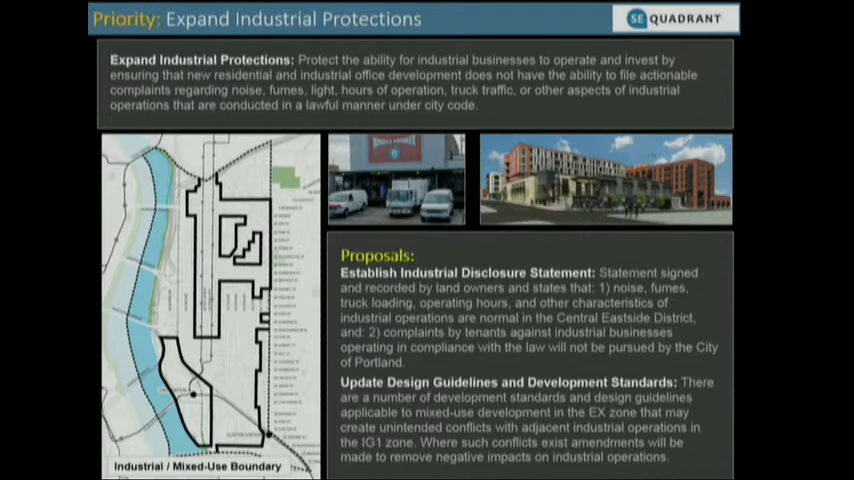 Priority: Expand Industrial Protections
SE QUADRANT
Expand Industrial Protections: Protect the ability for industrial businesses to operate and invest by
ensuring that new residential and industrial office development does not have the ability to file actionable
complaints regarding noise, fumes, light, hours of operation, truck traffic, or other aspects of industrial
operations that are conducted in a lawful manner under city code.
Proposals:
Establish Industrial Disclosure Statement: Statement signed
and recorded by land owners and states that: 1) noise, fumes,
truck loading, operating hours, and other characteristics of
industrial operations are normal in the Central Eastside District,
and: 2) complaints by tenants against industrial businesses
operating in compliance with the law will not be pursued by the City
of Portland.
Update Design Guidelines and Development Standards: There
are a number of development standards and design guidelines
applicable to mixed-use development in the EX zone that may
create unintended conflicts with adjacent industrial operations in
the IG1 zone. Where such conflicts exist amendments will be
made to remove negative impacts on industrial operations.
Industrial / Mixed-Use Boundary